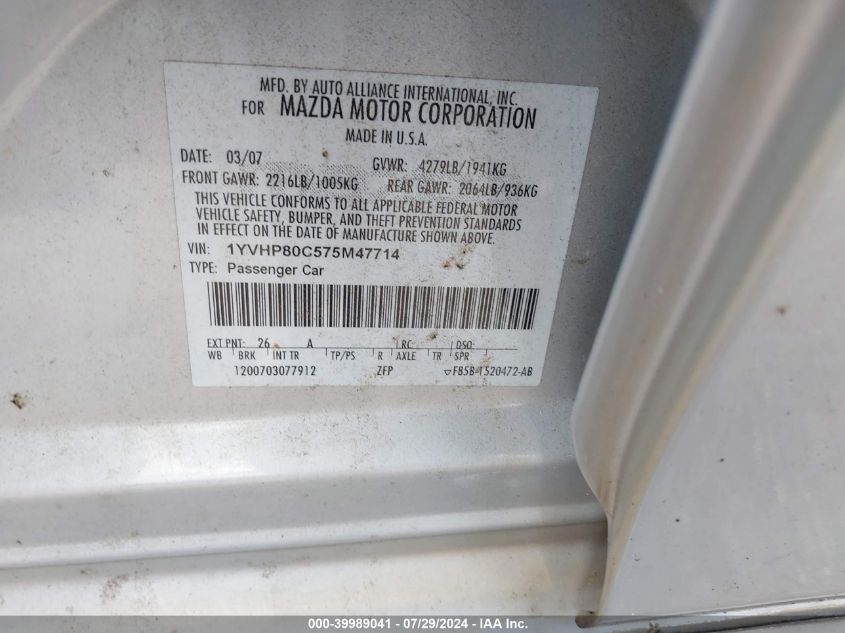 MFD. BY AUTO ALLIANCE INTERNATIONAL, INC.
FOR MAZDA MOTOR CORPORATION
MADE IN U.S.A.
DATE: 03/07 GVWR: 4279LB/1941KG
FRONT GAWR: 2216LB/1005KG REAR GAWR: 2064LB/936KG
THIS VEHICLE CONFORMS TO ALL APPLICABLE FEDERAL MOTOR
VEHICLE SAFETY, BUMPER, AND THEFT PREVENTION STANDARDS
IN EFFECT ON THE DATE OF MANUFACTURE SHOWN ABOVE.
VIN: 1YVHP80C575M47714
TYPE: Passenger Car
EXT PNT: 26 A RC: DSO:
WB BRK INT TR TP/PS R AXLE TR SPR
1200703077912 ZFP ▽F85B-1520472-AB
000-39989041 - 07/29/2024 - IAA Inc.